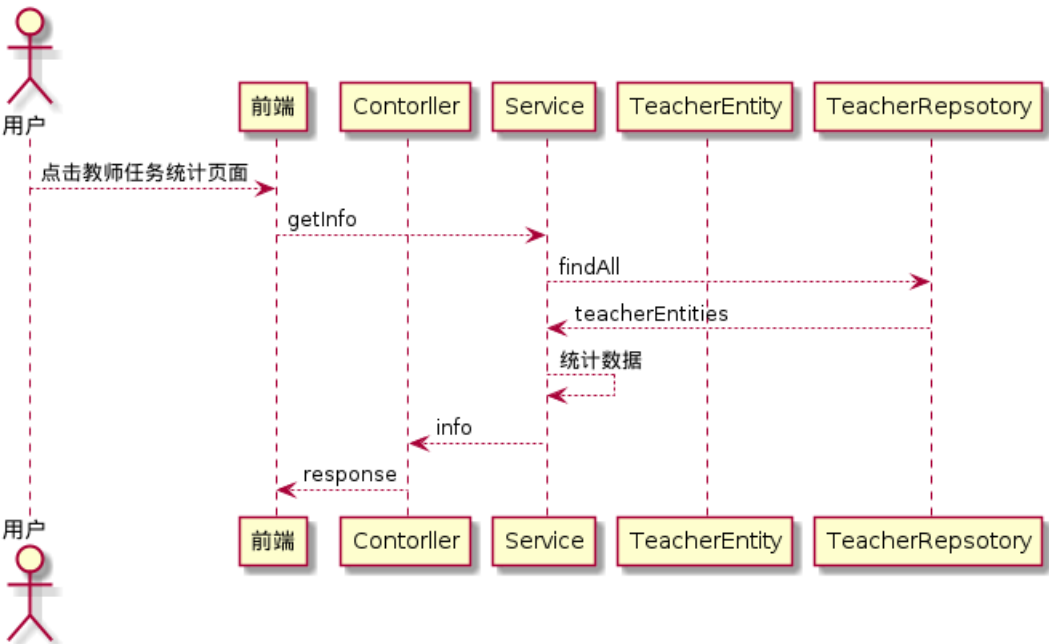 用户
前端
Contorller
Service
TeacherEntity
TeacherRepsotory
点击教师任务统计页面
getInfo
findAll
teacherEntities
统计数据
info
response
用户
前端
Contorller
Service
TeacherEntity
TeacherRepsotory